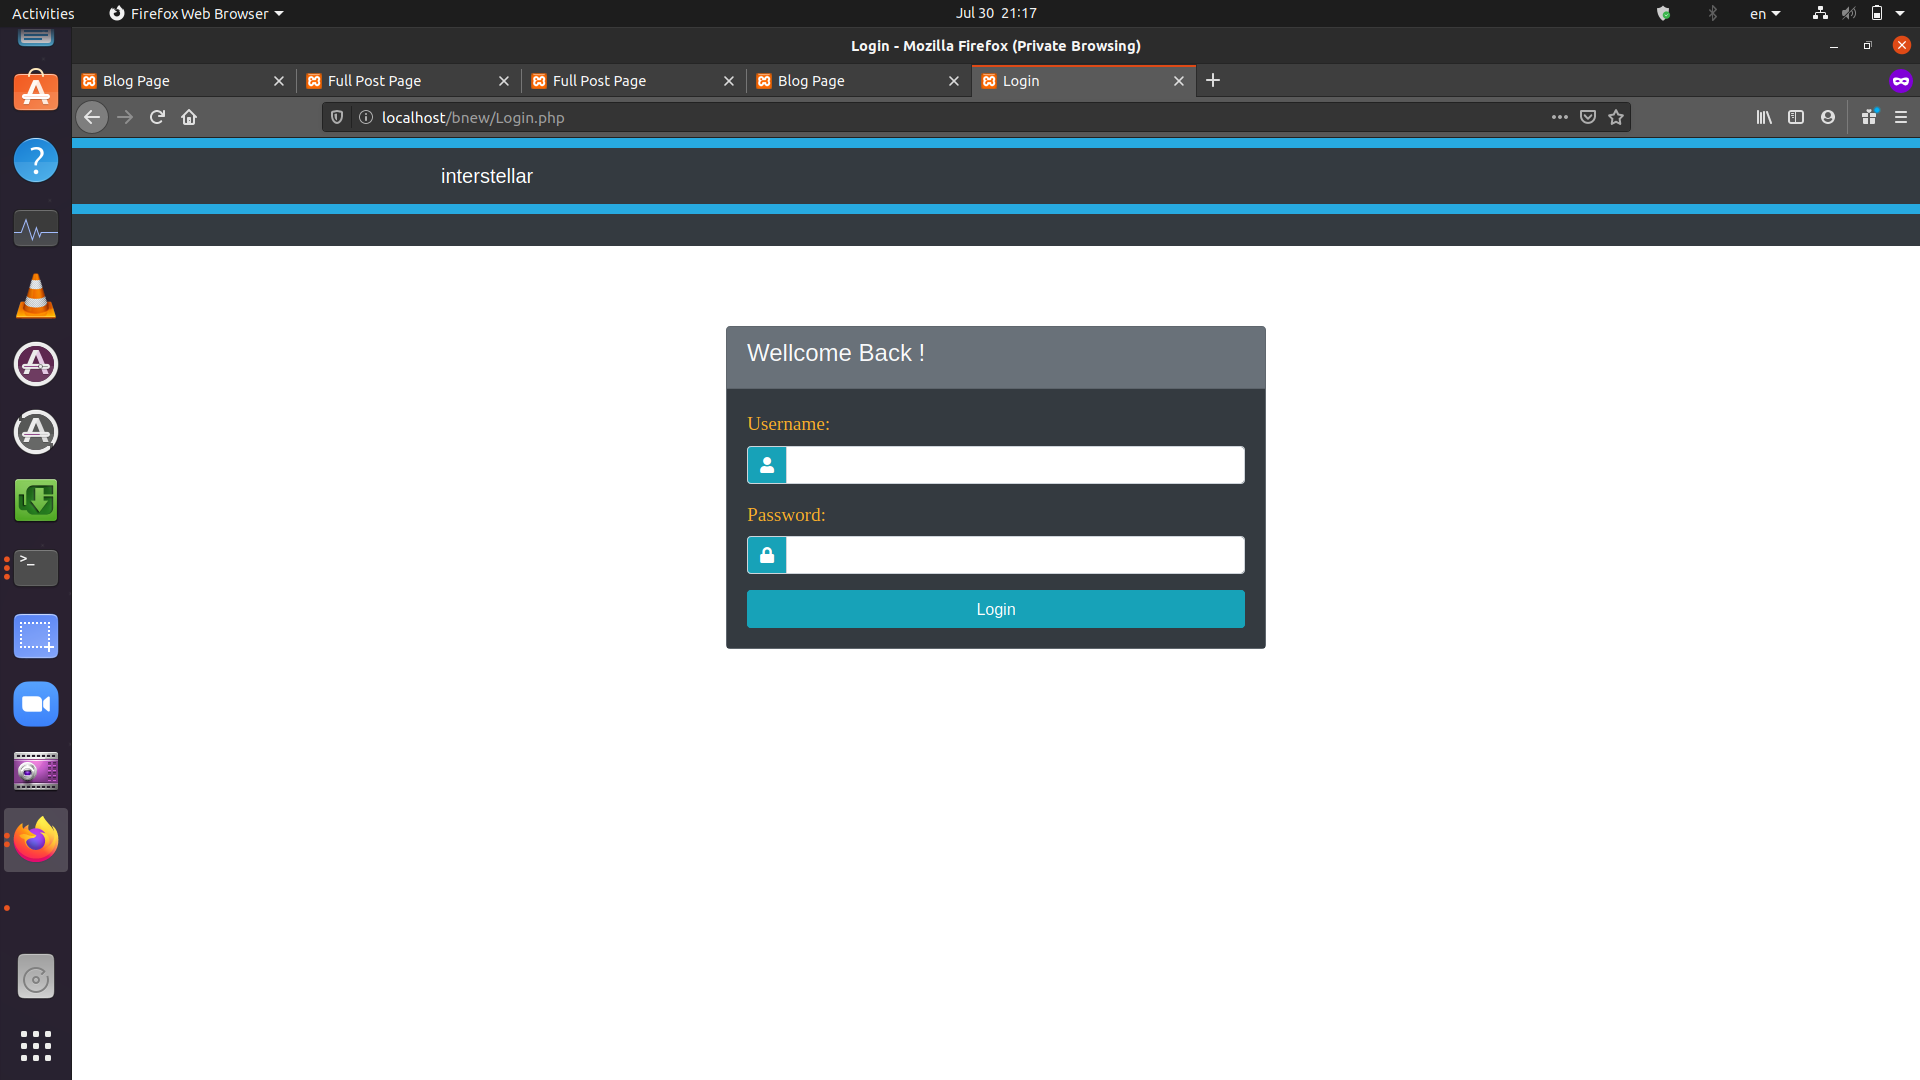 Activities Firefox Web Browser Jul 30 21:17 en
Login - Mozilla Firefox (Private Browsing)
Blog Page Full Post Page Full Post Page Blog Page Login
localhost/bnew/Login.php
interstellar
Wellcome Back !
Username:
Password:
Login